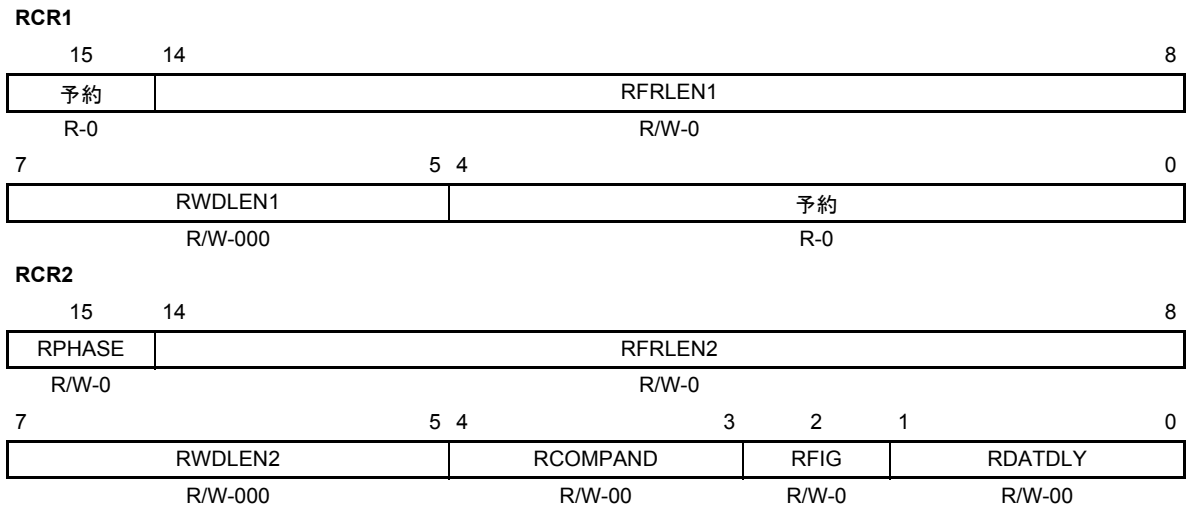 RCR1
15 14 8
予約 RFRLEN1
R-0 R/W-0
7 5 4 0
RWDLEN1 予約
R/W-000 R-0
RCR2
15 14 8
RPHASE RFRLEN2
R/W-0 R/W-0
7 5 4 3 2 1 0
RWDLEN2 RCOMPAND RFIG RDATDLY
R/W-000 R/W-00 R/W-0 R/W-00